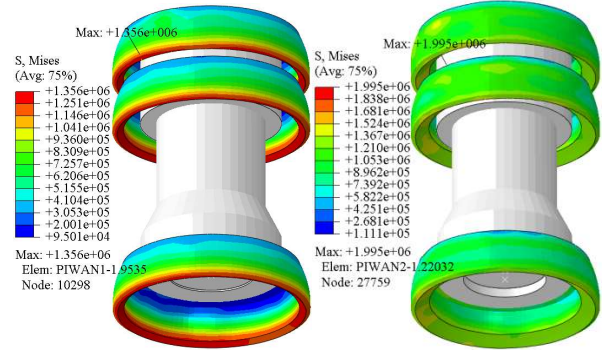 Max: +1.356e+006
S, Mises
(Avg: 75%)
+1.356e+06
+1.251e+06
+1.146e+06
+1.041e+06
+9.360e+05
+8.309e+05
+7.257e+05
+6.206e+05
+5.155e+05
+4.104e+05
+3.053e+05
+2.001e+05
+9.501e+04
Max: +1.356e+06
Elem: PIWAN1-1.9535
Node: 10298
Max: +1.995e+006
S, Mises
(Avg: 75%)
+1.995e+06
+1.838e+06
+1.681e+06
+1.524e+06
+1.367e+06
+1.210e+06
+1.053e+06
+8.962e+05
+7.392e+05
+5.822e+05
+4.251e+05
+2.681e+05
+1.111e+05
Max: +1.995e+06
Elem: PIWAN2-1.22032
Node: 27759